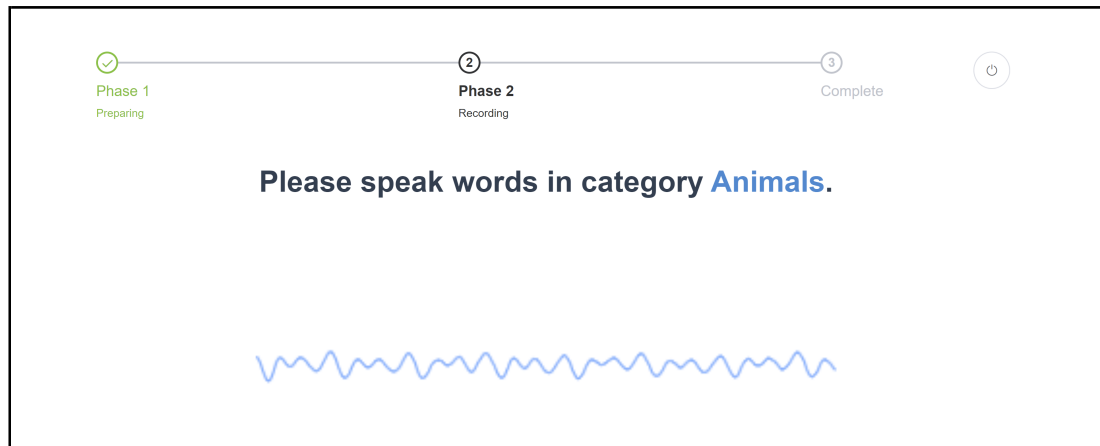 2
3
Phase 1
Phase 2
Complete
Preparing
Recording
Please speak words in category Animals.